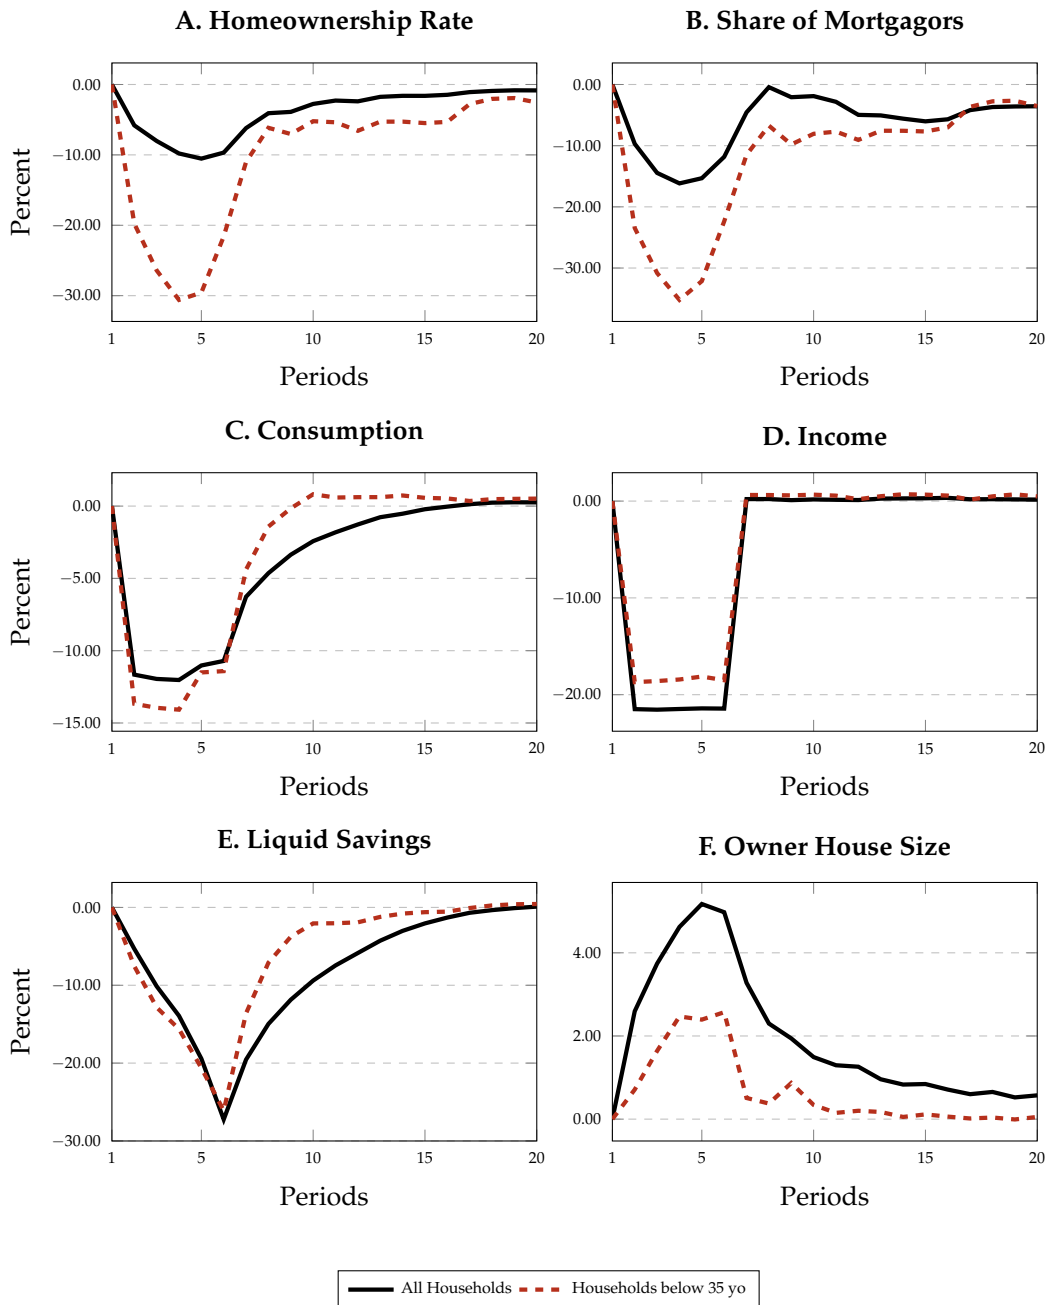 A. Homeownership Rate
0.00
−10.00
−20.00
−30.00
Percent
1 5 10 15 20
Periods
B. Share of Mortgagors
0.00
−10.00
−20.00
−30.00
1 5 10 15 20
Periods
C. Consumption
0.00
−5.00
−10.00
−15.00
Percent
1 5 10 15 20
Periods
D. Income
0.00
−10.00
−20.00
1 5 10 15 20
Periods
E. Liquid Savings
0.00
−10.00
−20.00
−30.00
Percent
1 5 10 15 20
Periods
F. Owner House Size
4.00
2.00
0.00
1 5 10 15 20
Periods
All Households Households below 35 yo